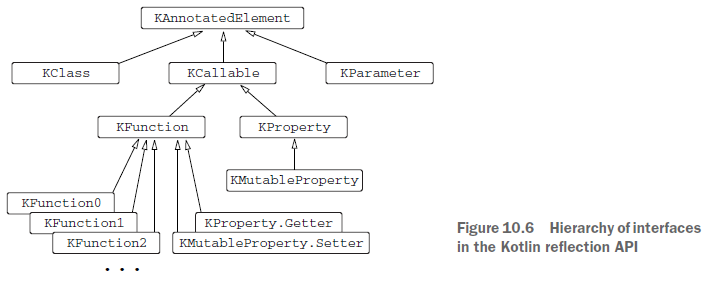 KAnnotatedElement
KClass
KCallable
KParameter
KFunction
KProperty
KMutableProperty
KFunction0
KFunction1
KProperty.Getter
KFunction2
KMutableProperty.Setter
...
Figure 10.6 Hierarchy of interfaces
in the Kotlin reflection API